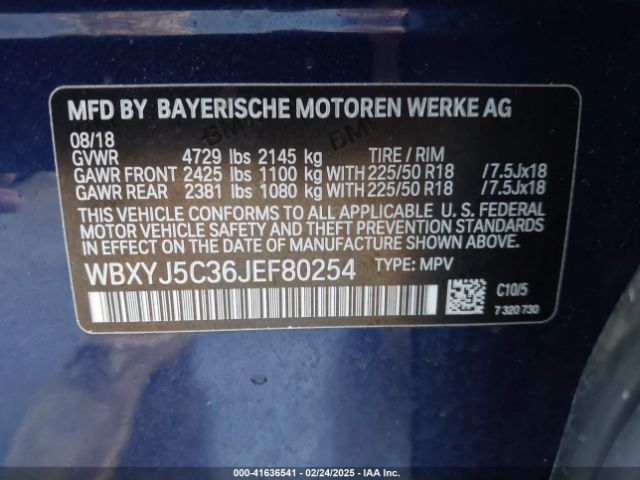 MFD BY BAYERISCHE MOTOREN WERKE AG
08/18
GVWR 4729 lbs 2145 kg TIRE / RIM
GAWR FRONT 2425 lbs 1100 kg WITH 225/50 R18 /7.5Jx18
GAWR REAR 2381 lbs 1080 kg WITH 225/50 R18 /7.5Jx18
THIS VEHICLE CONFORMS TO ALL APPLICABLE U. S. FEDERAL
MOTOR VEHICLE SAFETY AND THEFT PREVENTION STANDARDS
IN EFFECT ON THE DATE OF MANUFACTURE SHOWN ABOVE.
WBXYJ5C36JEF80254 TYPE: MPV
C10/5
7 320 730
000-41636541 - 02/24/2025 - IAAI.COM